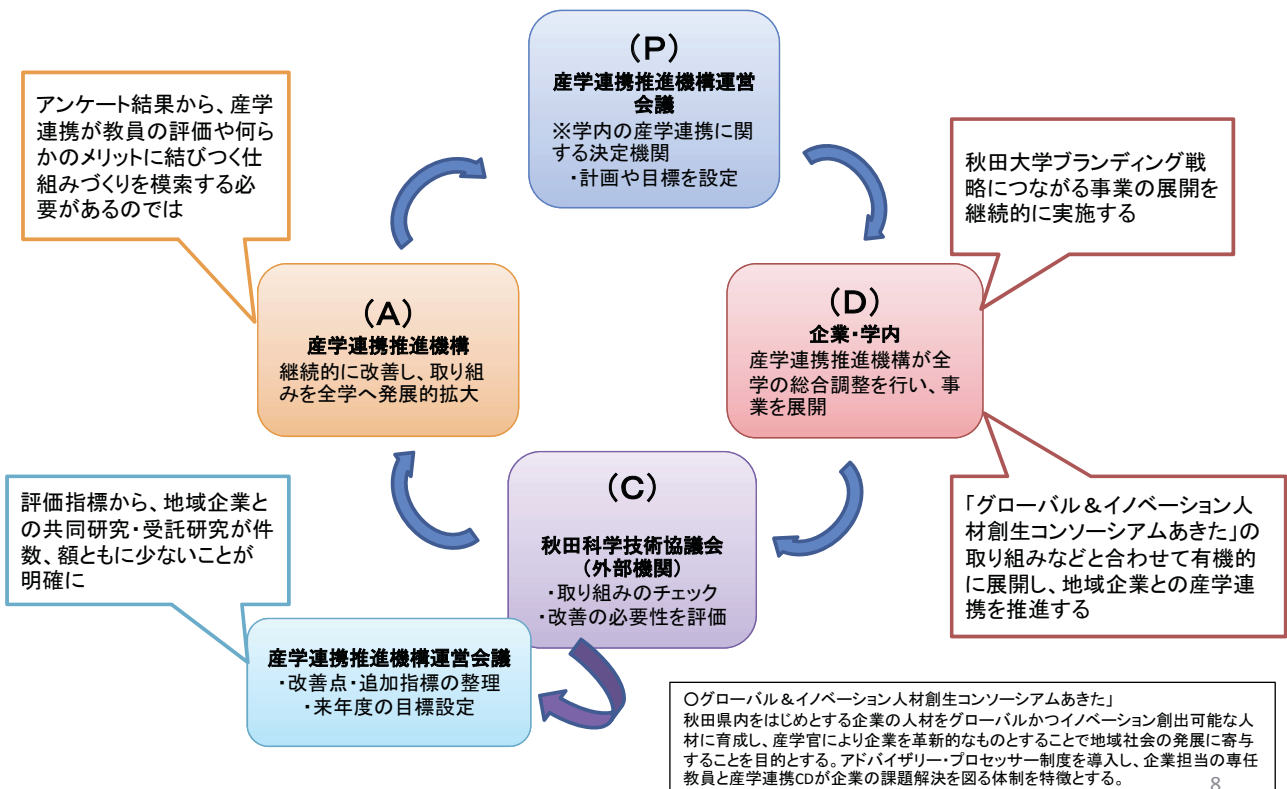 (P)
産学連携推進機構運営
会議
※学内の産学連携に関
する決定機関
・計画や目標を設定
アンケート結果から、産学
連携が教員の評価や何ら
かのメリットに結びつく仕
組みづくりを模索する必
要があるのでは
秋田大学ブランディング戦
略につながる事業の展開を
継続的に実施する
(A)
産学連携推進機構
継続的に改善し、取り組
みを全学へ発展的拡大
(D)
企業・学内
産学連携推進機構が全
学の総合調整を行い、事
業を展開
(C)
秋田科学技術協議会
(外部機関)
・取り組みのチェック
・改善の必要性を評価
評価指標から、地域企業と
の共同研究・受託研究が件
数、額ともに少ないことが
明確に
「グローバル&イノベーション人
材創生コンソーシアムあきた」の
取り組みなどと合わせて有機的
に展開し、地域企業との産学連
携を推進する
産学連携推進機構運営会議
・改善点・追加指標の整理
・来年度の目標設定
○グローバル&イノベーション人材創生コンソーシアムあきた」
秋田県内をはじめとする企業の人材をグローバルかつイノベーション創出可能な人
材に育成し、産学官により企業を革新的なものとすることで地域社会の発展に寄与
することを目的とする。アドバイザリー・プロセッサー制度を導入し、企業担当の専任
教員と産学連携CDが企業の課題解決を図る体制を特徴とする。
8